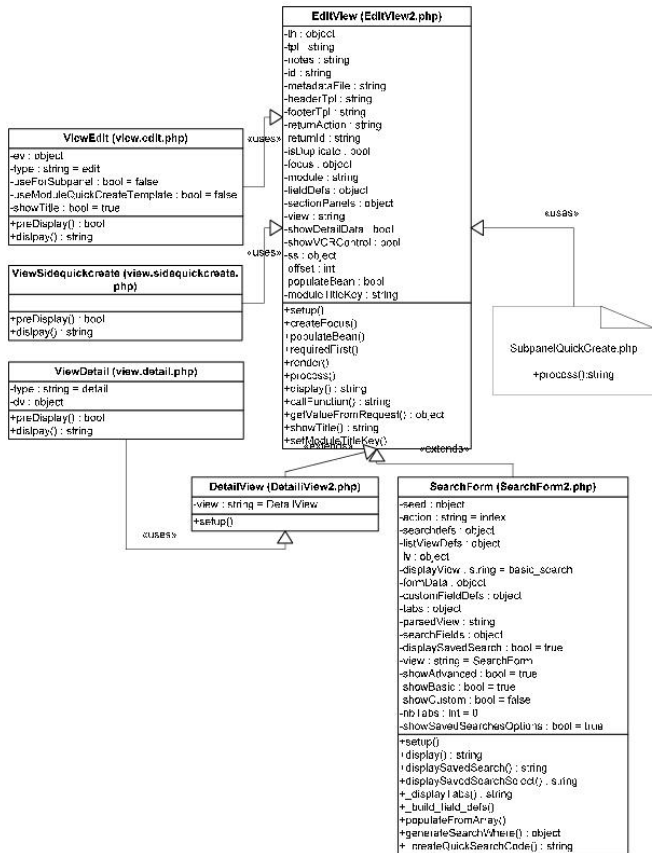 EditView (EditView2.php)
-th : object
-tpl : string
-notes : string
-id : string
-metadataFile : string
-headerTpl : string
-footerTpl : string
-returnAction : string
-returnId : string
-isDuplicate : bool
-focus : object
-module : string
-fieldDefs : object
-sectionPanels : object
-view : string
-showDetailData : bool
-showVCRControl : bool
-ss : object
offset : int
populateBean : bool
-moduleTitleKey : string
+setup()
+createFocus()
+populateBean()
+requiredFirst()
+render()
+process()
+display() : string
+callFunction() : string
+getValueFromRequest() : object
+showTitle() : string
+setModuleTitleKey()
ViewEdit (view.edit.php)
-ev : object
-type : string = edit
-useForSubpanel : bool = false
-useModuleQuickCreateTemplate : bool = false
-showTitle : bool = true
+preDisplay() : bool
+dislpay() : string
«uses»
ViewSidequickcreate (view.sidequickcreate.
php)
+preDisplay() : bool
+dislpay() : string
«uses»
ViewDetail (view.detail.php)
-type : string = detail
-dv : object
+preDisplay() : bool
+dislpay() : string
«uses»
«uses»
SubpanelQuickCreate.php
+process():string
«extends»
«extends»
DetailView (DetailiView2.php)
-view : string = DetailView
+setup()
SearchForm (SearchForm2.php)
-seed : object
-action : string = index
-searchdefs : object
-listViewDefs : object
lv : object
-displayView : string = basic_search
-formData : object
-customFieldDefs : object
-tabs : object
-parsedView : string
-searchFields : object
-displaySavedSearch : bool = true
-view : string = SearchForm
-showAdvanced : bool = true
showBasic : bool = true
showCustom : bool = false
-nbTabs : int = 0
-showSavedSearchesOptions : bool = true
+setup()
+display() : string
+displaySavedSearch() : string
+displaySavedSearchSelect() : string
+_displayTabs() : string
+_build_field_defs()
+populateFromArray()
+generateSearchWhere() : object
+_createQuickSearchCode() : string